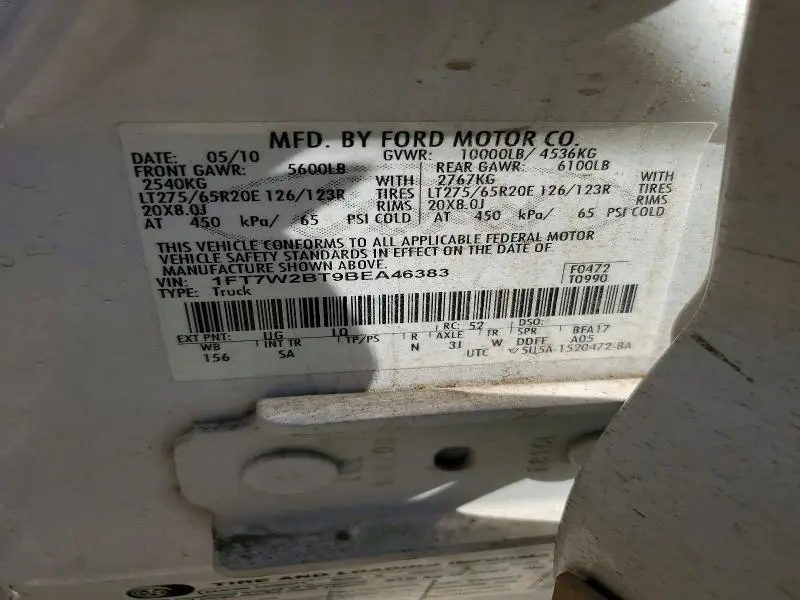 MFD. BY FORD MOTOR CO.
DATE: 05/10 GVWR: 10000LB/ 4536KG
FRONT GAWR: 5600LB REAR GAWR: 6100LB
2540KG WITH 2767KG WITH
LT275/65R20E 126/123R TIRES LT275/65R20E 126/123R TIRES
20X8.0J RIMS 20X8.0J RIMS
AT 450 kPa/ 65 PSI COLD AT 450 kPa/ 65 PSI COLD
THIS VEHICLE CONFORMS TO ALL APPLICABLE FEDERAL MOTOR
VEHICLE SAFETY STANDARDS IN EFFECT ON THE DATE OF
MANUFACTURE SHOWN ABOVE.
VIN: 1FT7W2BT9BEA46383 F0472
TYPE: Truck T0990
EXT PNT: UG RC: 52 DSO:
WB INT TR TP/PS R AXLE TR SPR BFA17
156 SA N 3J W DDFF A05
UTC 5U5A-1520472-BA
TIRE AND LOADING